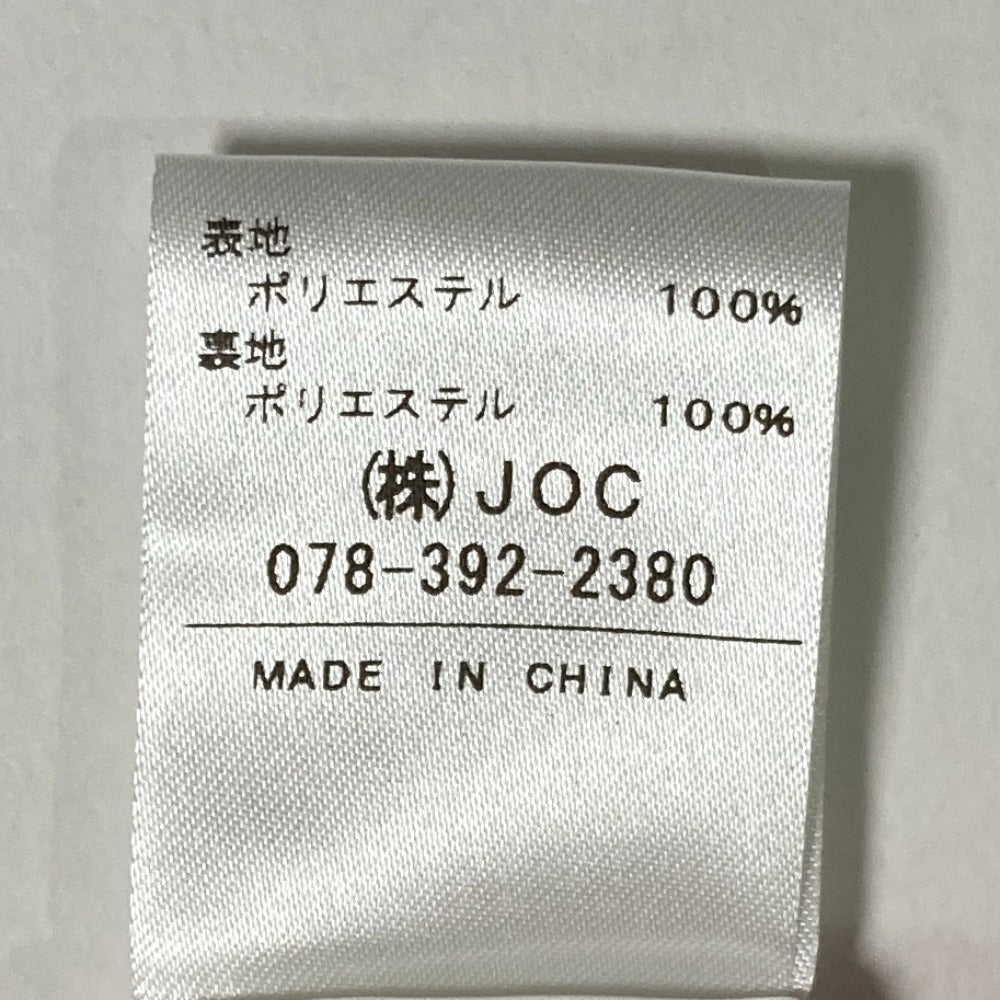 表地
ポリエステル 100%
裏地
ポリエステル 100%
(株)JOC
078-392-2380
MADE IN CHINA